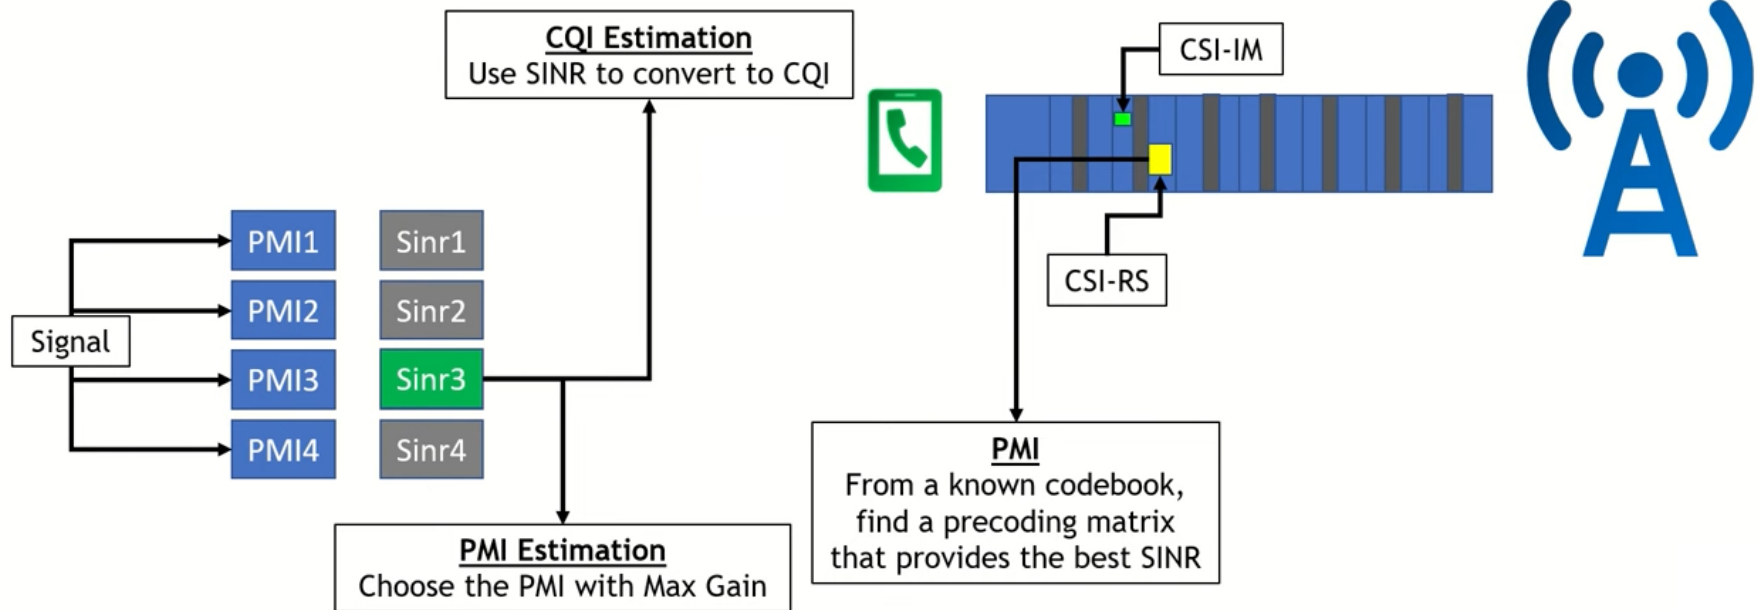 CQI Estimation
Use SINR to convert to CQI
CSI-IM
CSI-RS
Signal
PMI1
Sinr1
PMI2
Sinr2
PMI3
Sinr3
PMI4
Sinr4
PMI
From a known codebook,
find a precoding matrix
that provides the best SINR
PMI Estimation
Choose the PMI with Max Gain